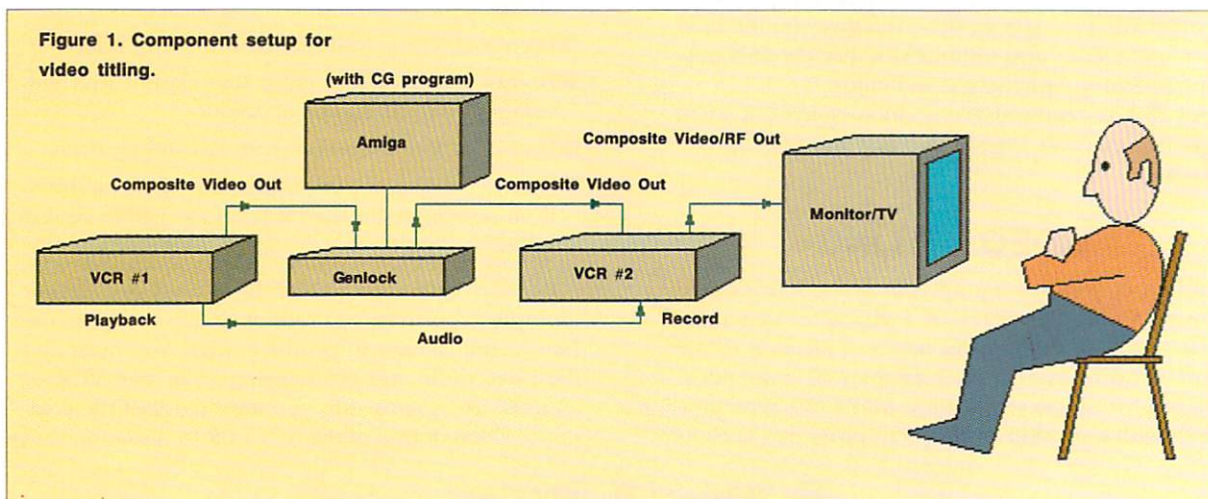 Figure 1. Component setup for
video titling.
(with CG program)
Amiga
Composite Video/RF Out
Composite Video Out
Composite Video Out
Monitor/TV
VCR #1
Genlock
VCR #2
Playback
Record
Audio